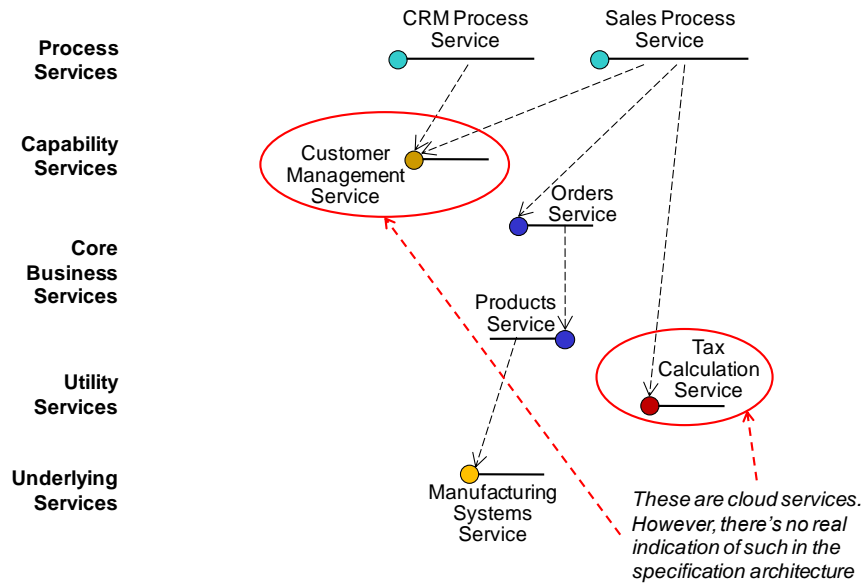 CRM Process
Service
Sales Process
Service
Process
Services
Capability
Services
Customer
Management
Service
Orders
Service
Core
Business
Services
Products
Service
Tax
Calculation
Service
Utility
Services
Underlying
Services
Manufacturing
Systems
Service
These are cloud services.
However, there's no real
indication of such in the
specification architecture